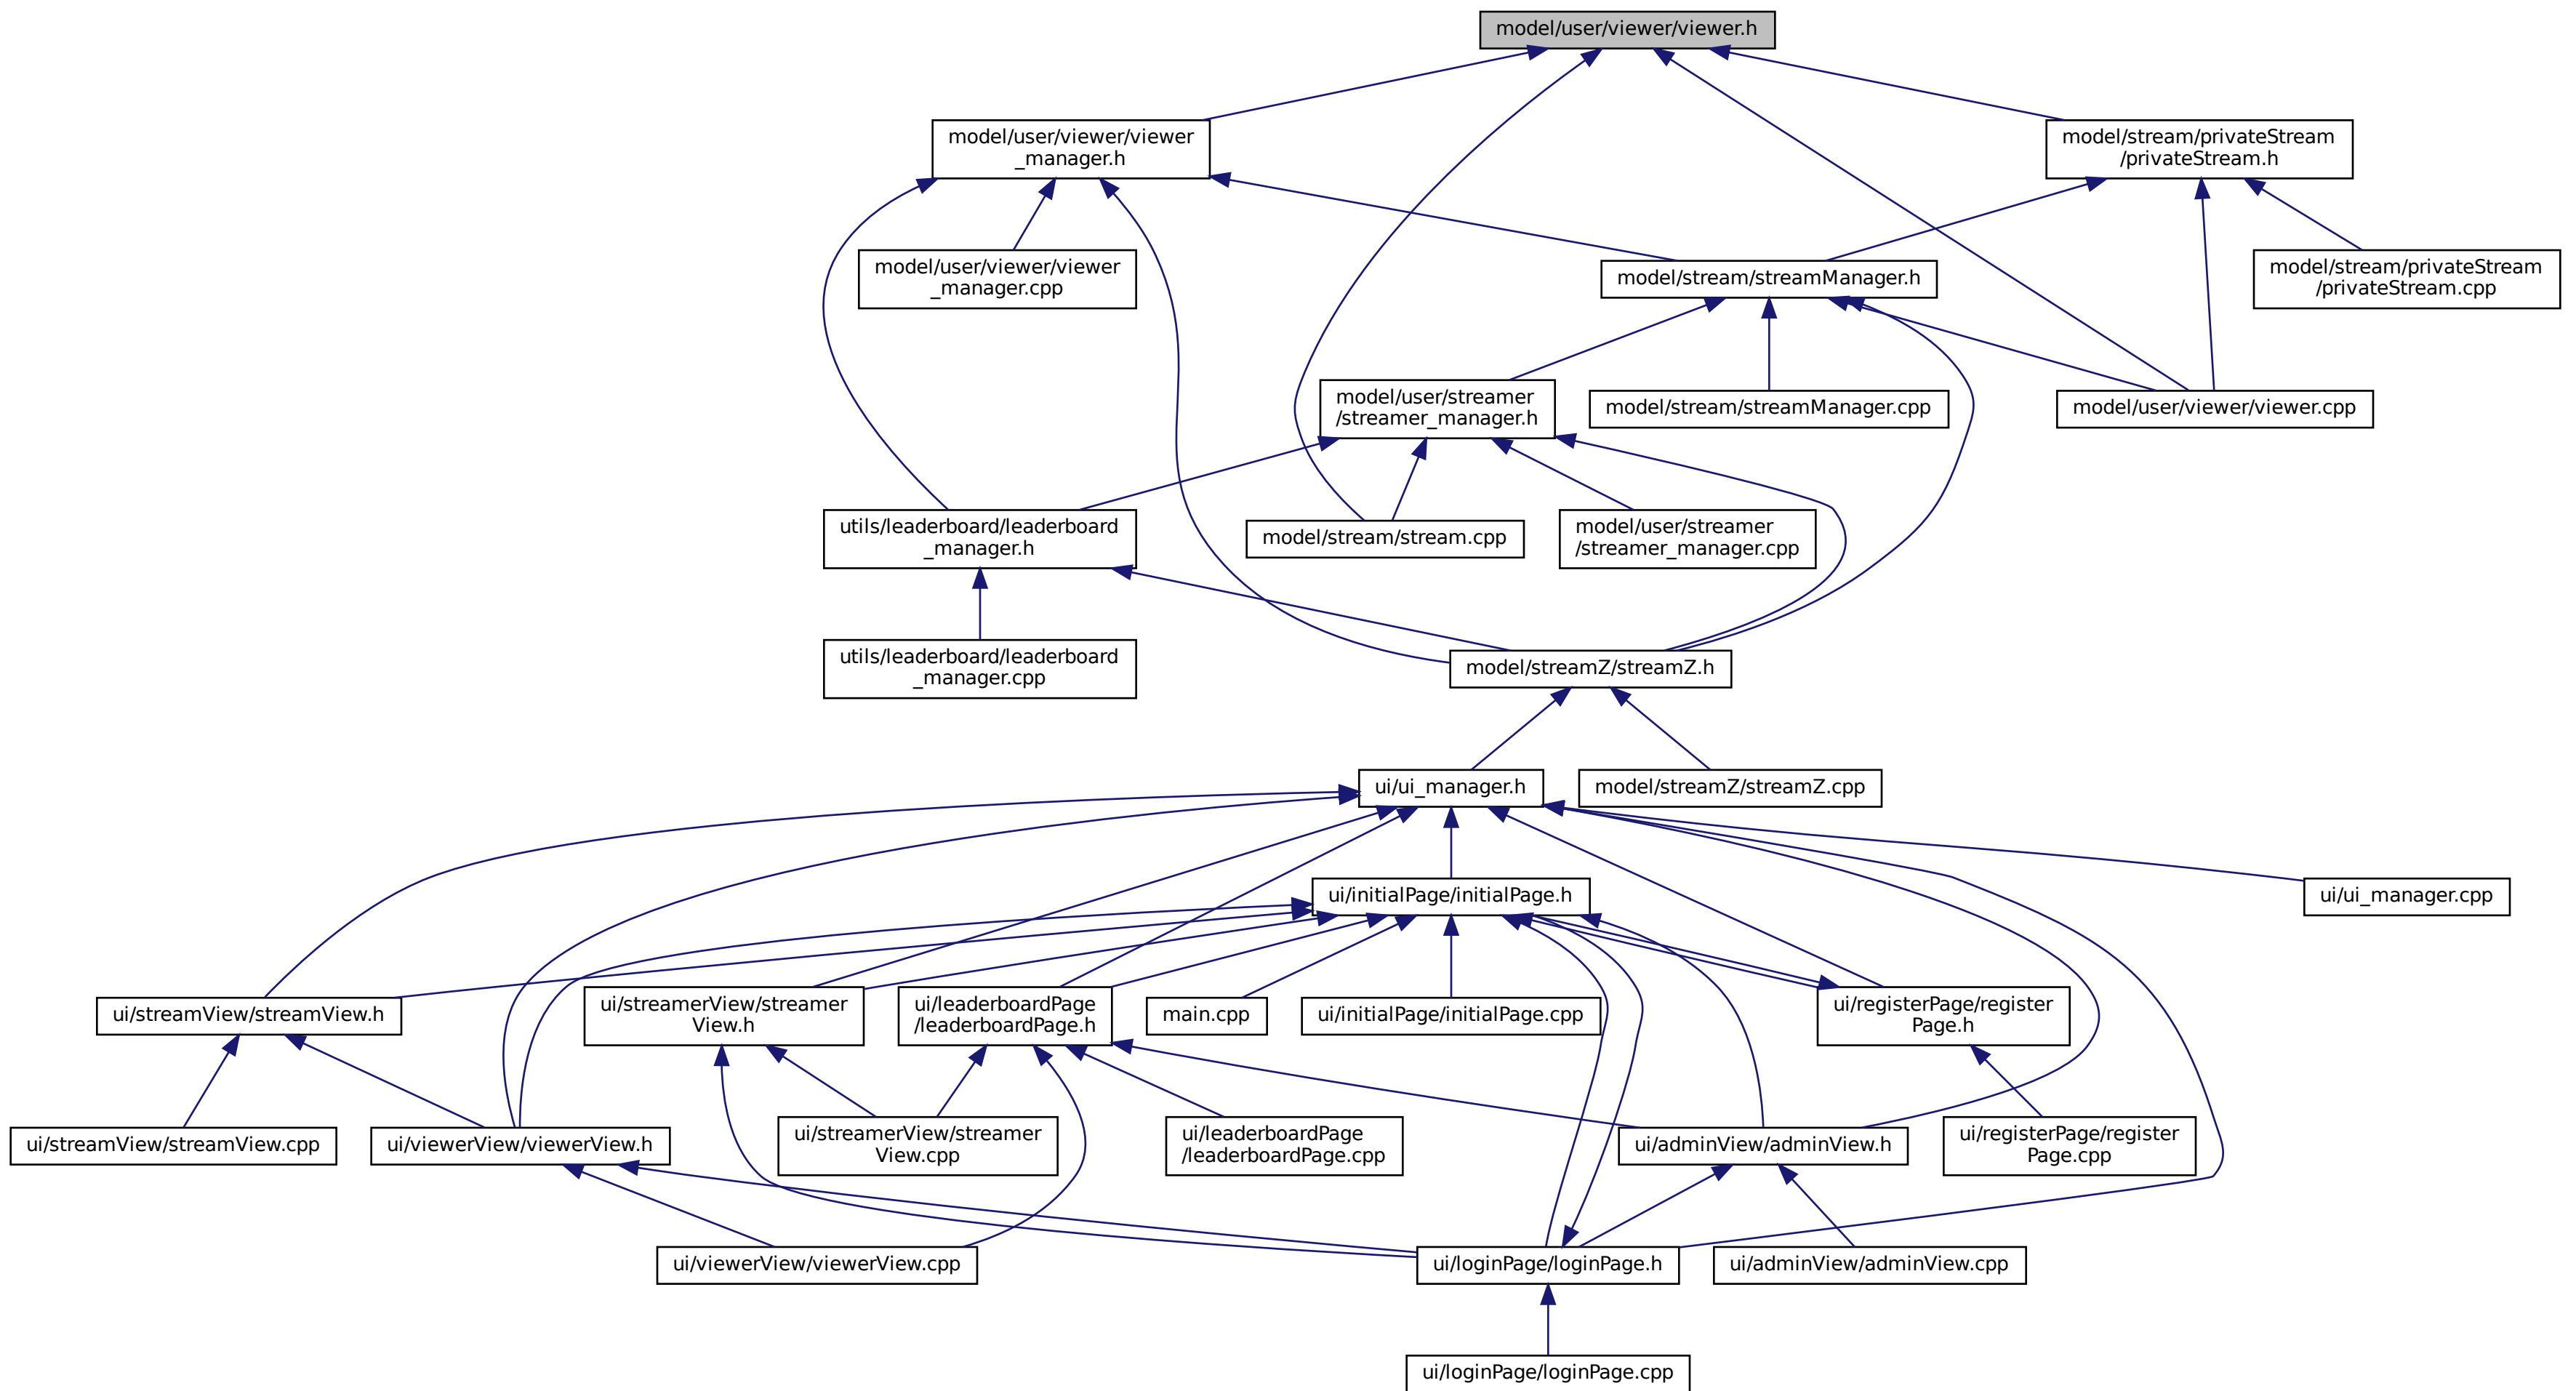 model/user/viewer/viewer.h
model/user/viewer/viewer
_manager.h
model/stream/privateStream
/privateStream.h
model/user/viewer/viewer
_manager.cpp
model/stream/streamManager.h
model/stream/privateStream
/privateStream.cpp
model/user/streamer
/streamer_manager.h
model/stream/streamManager.cpp
model/user/viewer/viewer.cpp
utils/leaderboard/leaderboard
_manager.h
model/stream/stream.cpp
model/user/streamer
/streamer_manager.cpp
utils/leaderboard/leaderboard
_manager.cpp
model/streamZ/streamZ.h
ui/ui_manager.h
model/streamZ/streamZ.cpp
ui/initialPage/initialPage.h
ui/ui_manager.cpp
ui/streamView/streamView.h
ui/streamerView/streamer
View.h
ui/leaderboardPage
/leaderboardPage.h
main.cpp
ui/initialPage/initialPage.cpp
ui/registerPage/register
Page.h
ui/streamView/streamView.cpp
ui/viewerView/viewerView.h
ui/streamerView/streamer
View.cpp
ui/leaderboardPage
/leaderboardPage.cpp
ui/adminView/adminView.h
ui/registerPage/register
Page.cpp
ui/viewerView/viewerView.cpp
ui/loginPage/loginPage.h
ui/adminView/adminView.cpp
ui/loginPage/loginPage.cpp